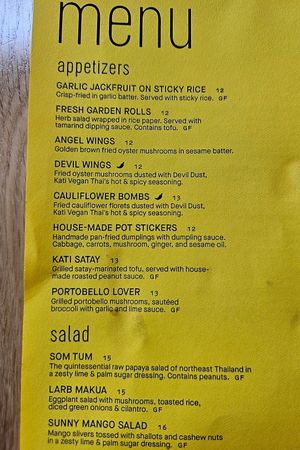 menu
appetizers
GARLIC JACKFRUIT ON STICKY RICE 12
Crisp-fried in garlic batter. Served with sticky rice. GF
FRESH GARDEN ROLLS 12
Herb salad wrapped in rice paper. Served with
tamarind dipping sauce. Contains tofu. GF
ANGEL WINGS 12
Golden brown fried oyster mushrooms in sesame batter.
DEVIL WINGS 12
Fried oyster mushrooms dusted with Devil Dust,
Kati Vegan Thai's hot & spicy seasoning.
CAULIFLOWER BOMBS 13
Fried cauliflower florets dusted with Devil Dust,
Kati Vegan Thai's hot & spicy seasoning.
HOUSE-MADE POT STICKERS 12
Handmade pan-fried dumplings with dumpling sauce.
Cabbage, carrots, mushroom, ginger, and sesame oil.
KATI SATAY 13
Grilled satay-marinated tofu, served with house-
made roasted peanut sauce. GF
PORTOBELLO LOVER 13
Grilled portobello mushrooms, sautéed
broccoli with garlic and lime sauce. GF
salad
SOM TUM 15
The quintessential raw papaya salad of northeast Thailand in
a zesty lime & palm sugar dressing. Contains peanuts. GF
LARB MAKUA 15
Eggplant salad with mushrooms, toasted rice,
diced green onions & cilantro. GF
SUNNY MANGO SALAD 16
Mango slivers tossed with shallots and cashew nuts
in a zesty lime & palm sugar dressing. GF